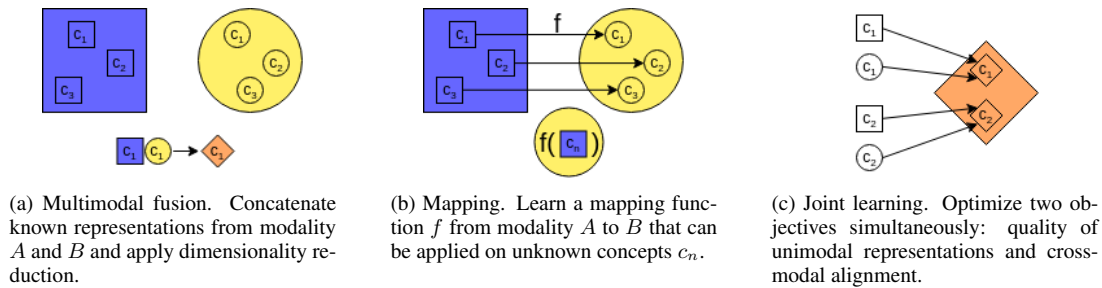 c₁
c₂
c₃
c₁
c₂
c₃
c₁ c₁ c₁
(a) Multimodal fusion. Concatenate
known representations from modality
A and B and apply dimensionality re-
duction.
f
c₁ c₁
c₂ c₂
c₃ c₃
f( cₙ )
(b) Mapping. Learn a mapping func-
tion f from modality A to B that can
be applied on unknown concepts cₙ.
c₁
c₁
c₁
c₂
c₂
c₂
(c) Joint learning. Optimize two ob-
jectives simultaneously: quality of
unimodal representations and cross-
modal alignment.